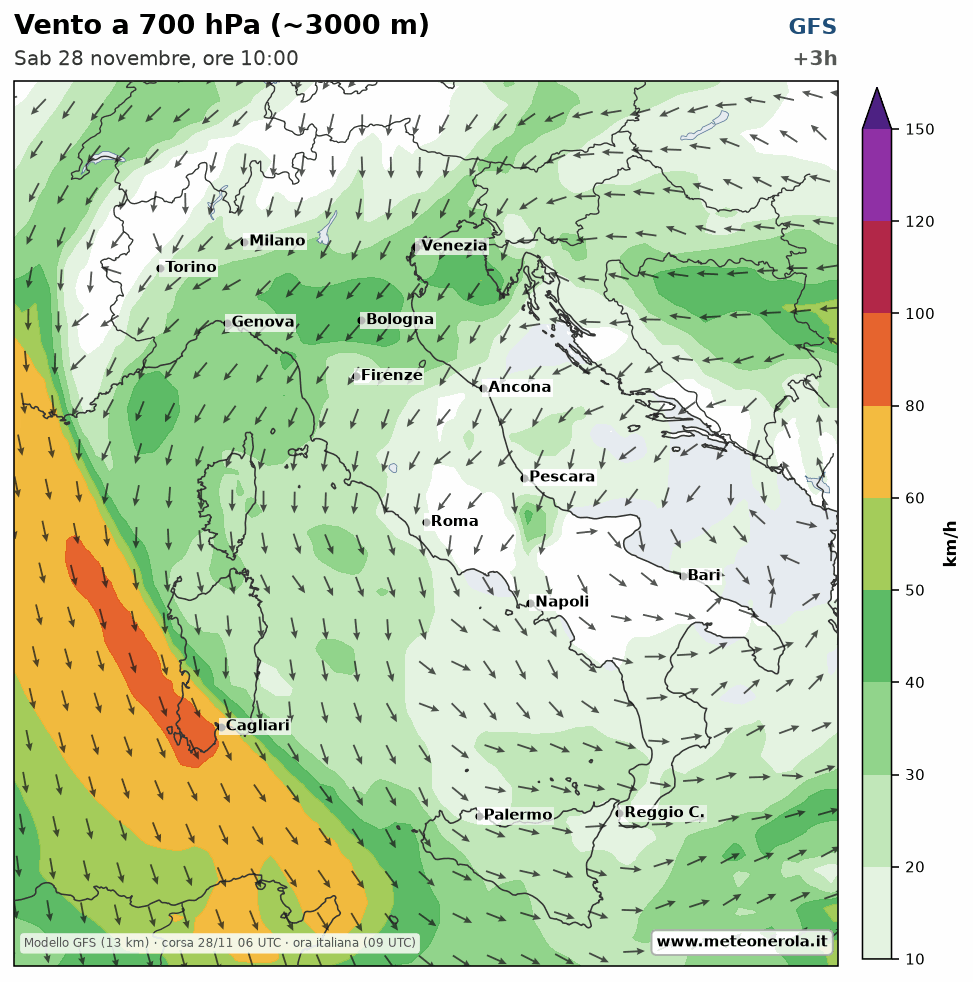 Vento a 700 hPa (~3000 m)
GFS
Sab 28 novembre, ore 10:00
+3h
Milano
Venezia
Torino
Genova
Bologna
Firenze
Ancona
Pescara
Roma
Bari
Napoli
Cagliari
Palermo
Reggio C.
Modello GFS (13 km) · corsa 28/11 06 UTC · ora italiana (09 UTC)
www.meteonerola.it
150
120
100
80
60
50
40
30
20
10
km/h